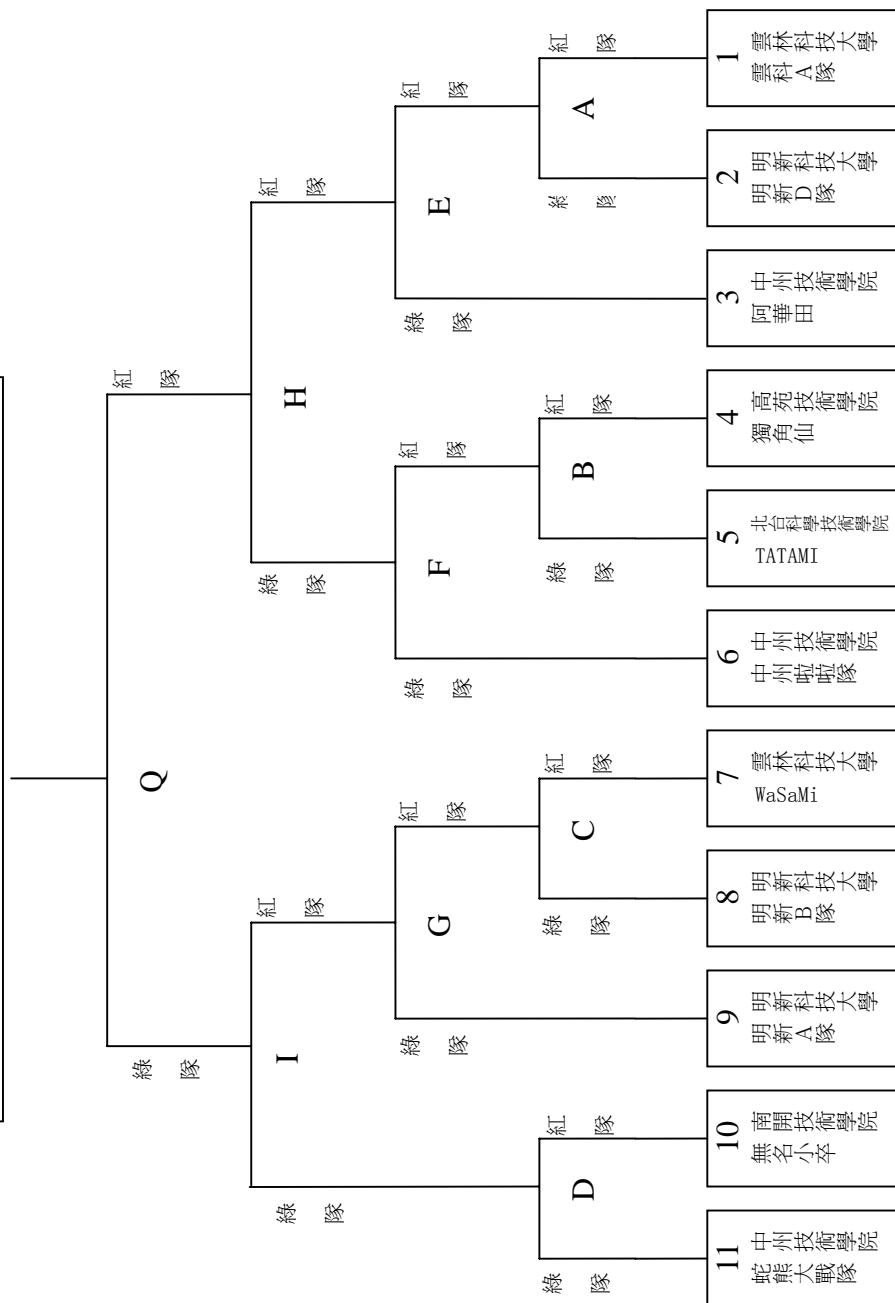 Q
紅隊
綠隊
H
紅隊
綠隊
I
紅隊
綠隊
E
紅隊
綠隊
F
紅隊
綠隊
G
紅隊
綠隊
A
紅隊
B
紅隊
綠隊
C
紅隊
綠隊
D
紅隊
綠隊
1
雲林科技大學
雲科A隊
2
明新科技大學
明新D隊
3
中州技術學院
阿華田
4
高苑技術學院
獨角仙
5
北台科學技術學院
TATAMI
6
中州技術學院
中州啦啦隊
7
雲林科技大學
WaSaMi
8
明新科技大學
明新B隊
9
明新科技大學
明新A隊
10
南開技術學院
無名小卒
11
中州技術學院
蛇熊大戰隊